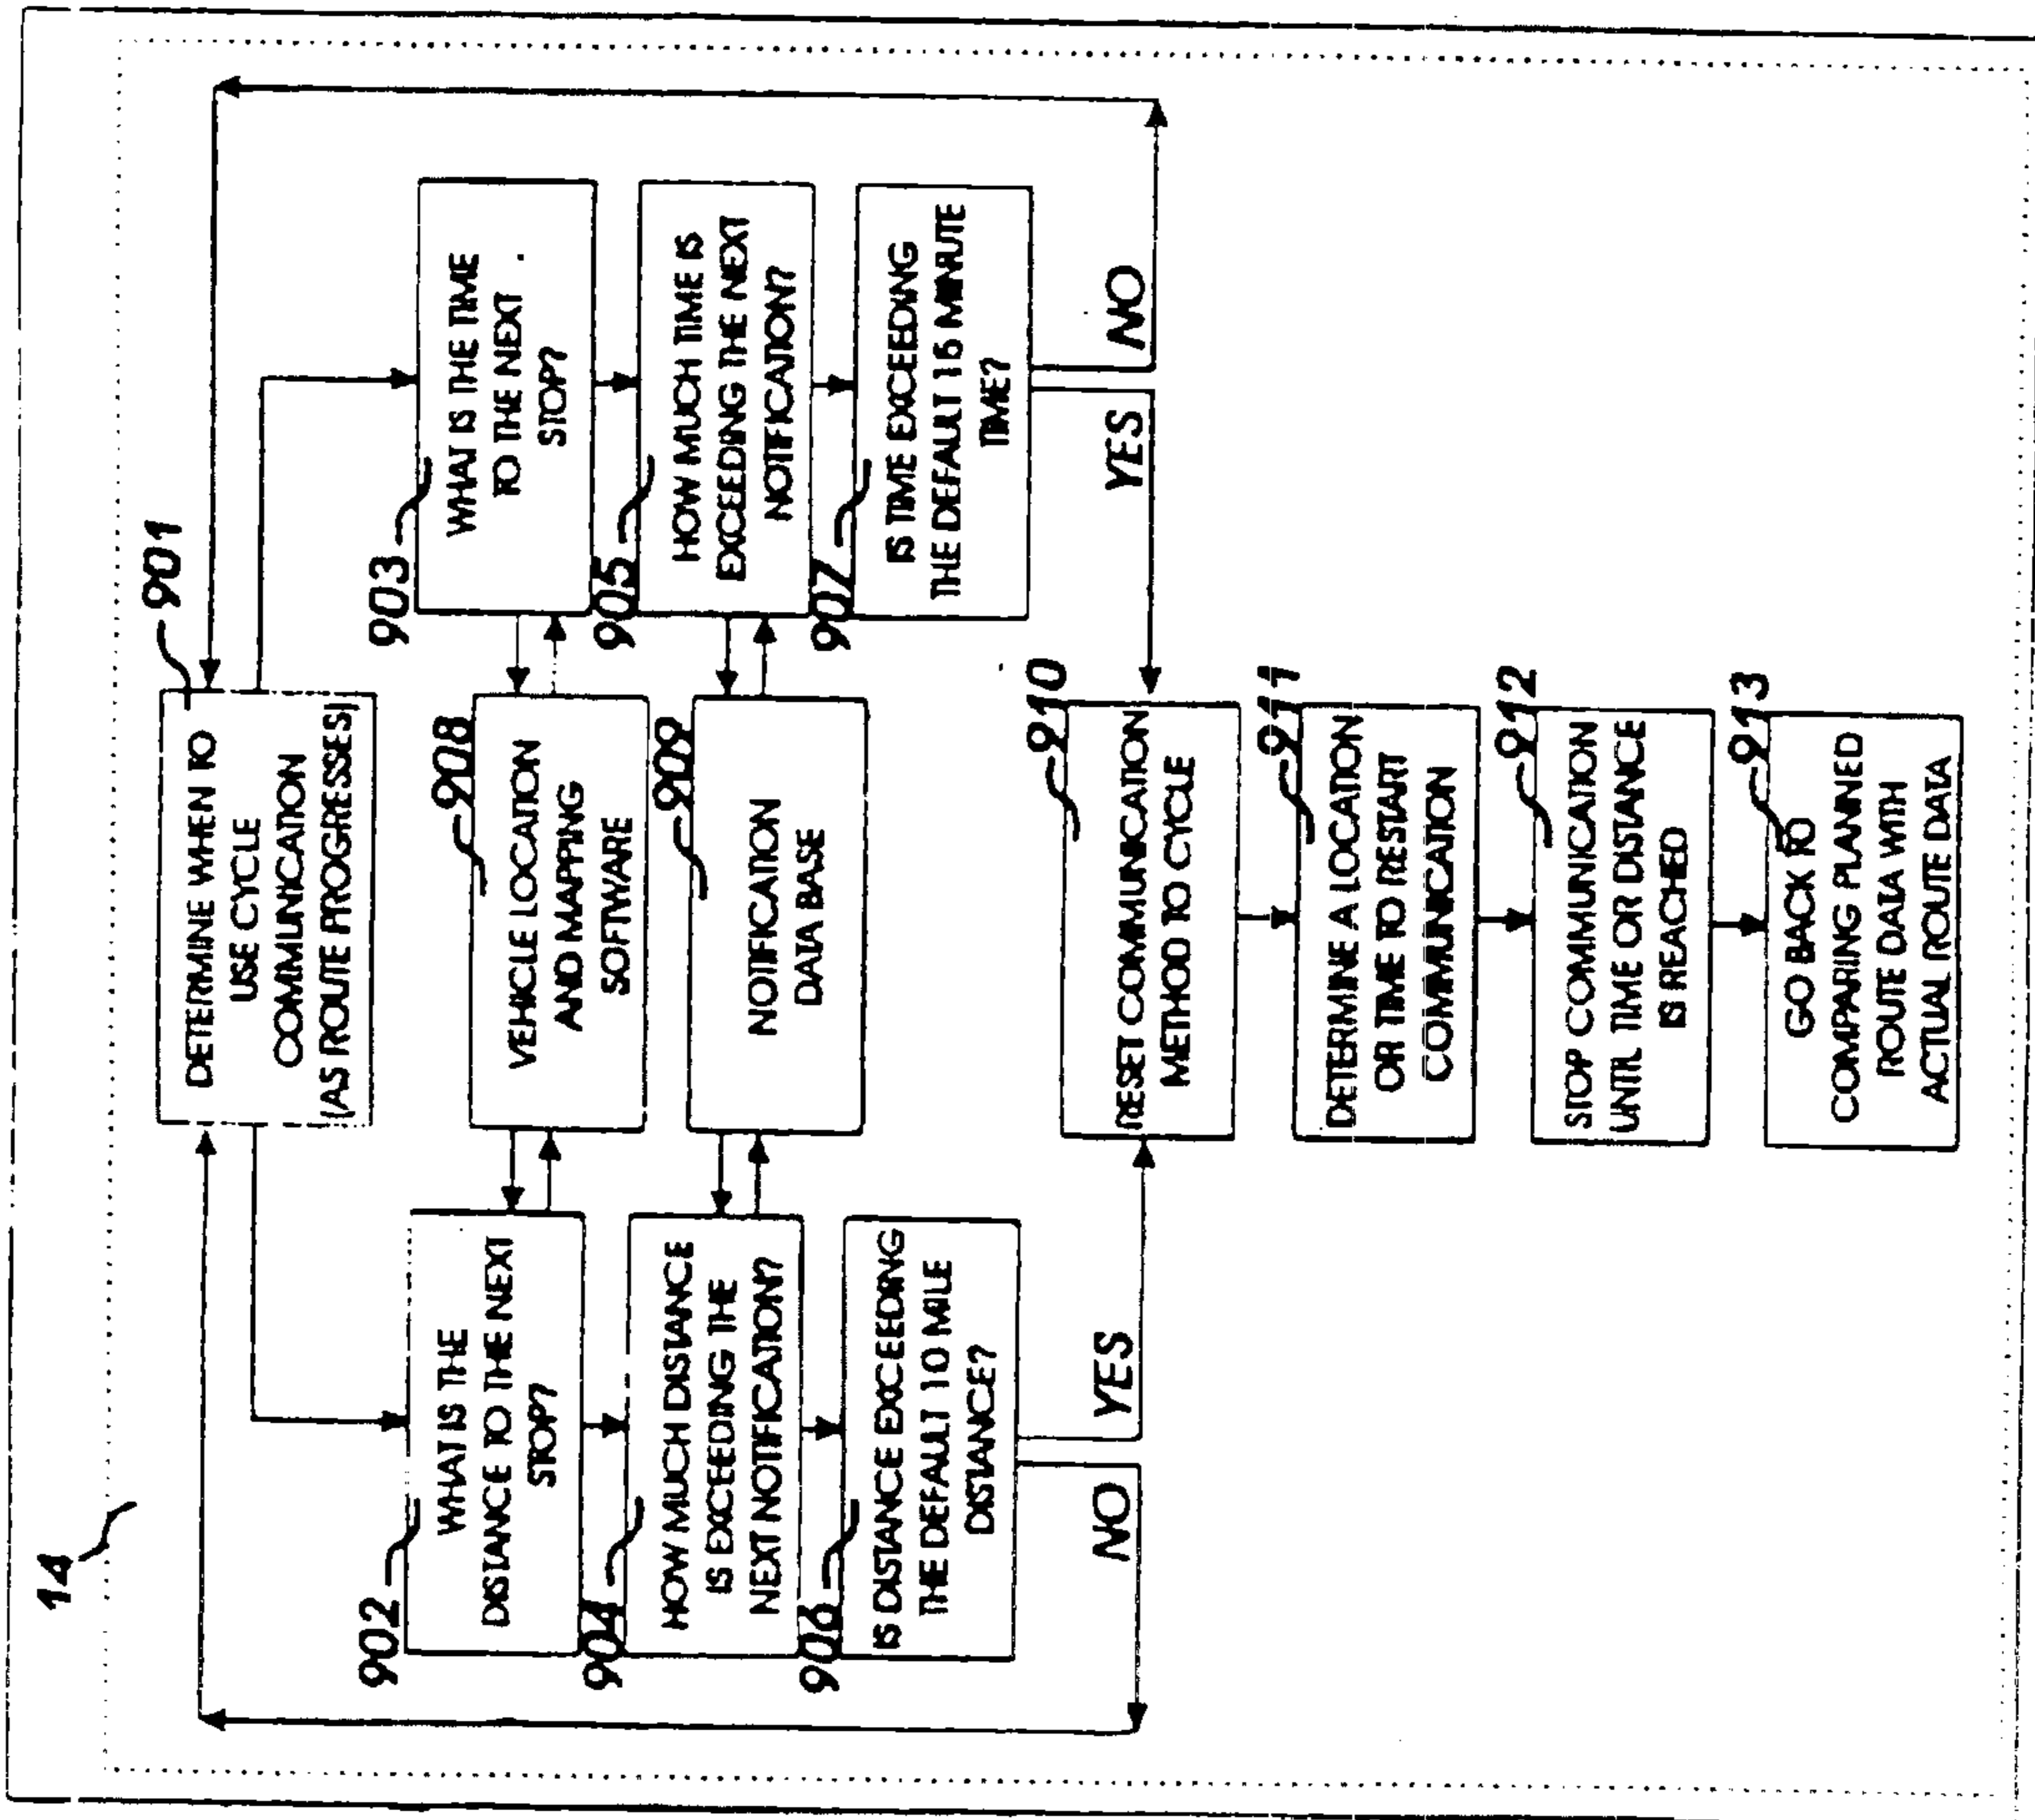 14
901
DETERMINE WHEN TO
USE CYCLE
COMMUNICATION
(AS ROUTE PROGRESSES)
902
WHAT IS THE
DISTANCE TO THE NEXT
STOP?
908
VEHICLE LOCATION
AND MAPPING
SOFTWARE
903
WHAT IS THE TIME
TO THE NEXT
STOP?
904
HOW MUCH DISTANCE
IS EXCEEDING THE
NEXT NOTIFICATION?
909
NOTIFICATION
DATA BASE
905
HOW MUCH TIME IS
EXCEEDING THE NEXT
NOTIFICATION?
906
IS DISTANCE EXCEEDING
THE DEFAULT 10 MILE
DISTANCE?
907
IS TIME EXCEEDING
THE DEFAULT 15 MINUTE
TIME?
NO
YES
YES
NO
910
RESET COMMUNICATION
METHOD TO CYCLE
911
DETERMINE A LOCATION
OR TIME TO RESTART
COMMUNICATION
912
STOP COMMUNICATION
UNTIL TIME OR DISTANCE
IS REACHED
913
GO BACK TO
COMPARING PLANNED
ROUTE DATA WITH
ACTUAL ROUTE DATA